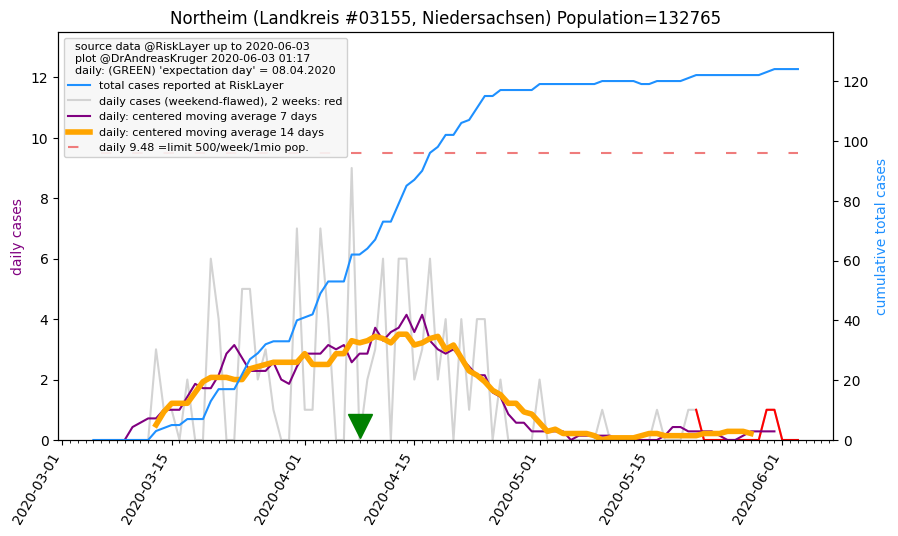 Northeim (Landkreis #03155, Niedersachsen) Population=132765
source data @RiskLayer up to 2020-06-03
plot @DrAndreasKruger 2020-06-03 01:17
daily: (GREEN) 'expectation day' = 08.04.2020
total cases reported at RiskLayer
daily cases (weekend-flawed), 2 weeks: red
daily: centered moving average 7 days
daily: centered moving average 14 days
daily 9.48 =limit 500/week/1mio pop.
daily cases
12
10
8
6
4
2
0
cumulative total cases
120
100
80
60
40
20
0
2020-03-01
2020-03-15
2020-04-01
2020-04-15
2020-05-01
2020-05-15
2020-06-01